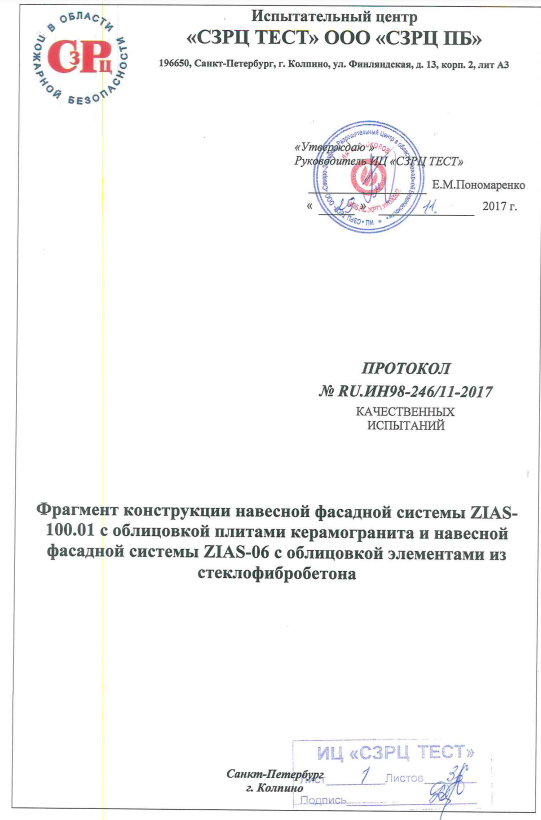 В ОБЛАСТИ
ПОЖАРНОЙ БЕЗОПАСНОСТИ
СЗРЦ
Испытательный центр
«СЗРЦ ТЕСТ» ООО «СЗРЦ ПБ»
196650, Санкт-Петербург, г. Колпино, ул. Финляндская, д. 13, корп. 2, лит А3
«Утверждаю »
Руководитель ИЦ «СЗРЦ ТЕСТ»
Е.М.Пономаренко
« » 11. 2017 г.
ПРОТОКОЛ
№ RU.ИН98-246/11-2017
КАЧЕСТВЕННЫХ
ИСПЫТАНИЙ
Фрагмент конструкции навесной фасадной системы ZIAS-
100.01 с облицовкой плитами керамогранита и навесной
фасадной системы ZIAS-06 с облицовкой элементами из
стеклофибробетона
ИЦ «СЗРЦ ТЕСТ»
Санкт-Петербург
Лист 1 Листов
г. Колпино
Подпись